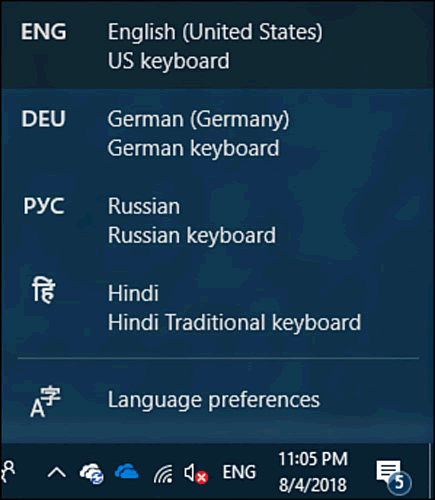 ENG English (United States)
US keyboard
DEU German (Germany)
German keyboard
РУС Russian
Russian keyboard
हिं Hindi
Hindi Traditional keyboard
A字 Language preferences
ENG 11:05 PM
8/4/2018 5